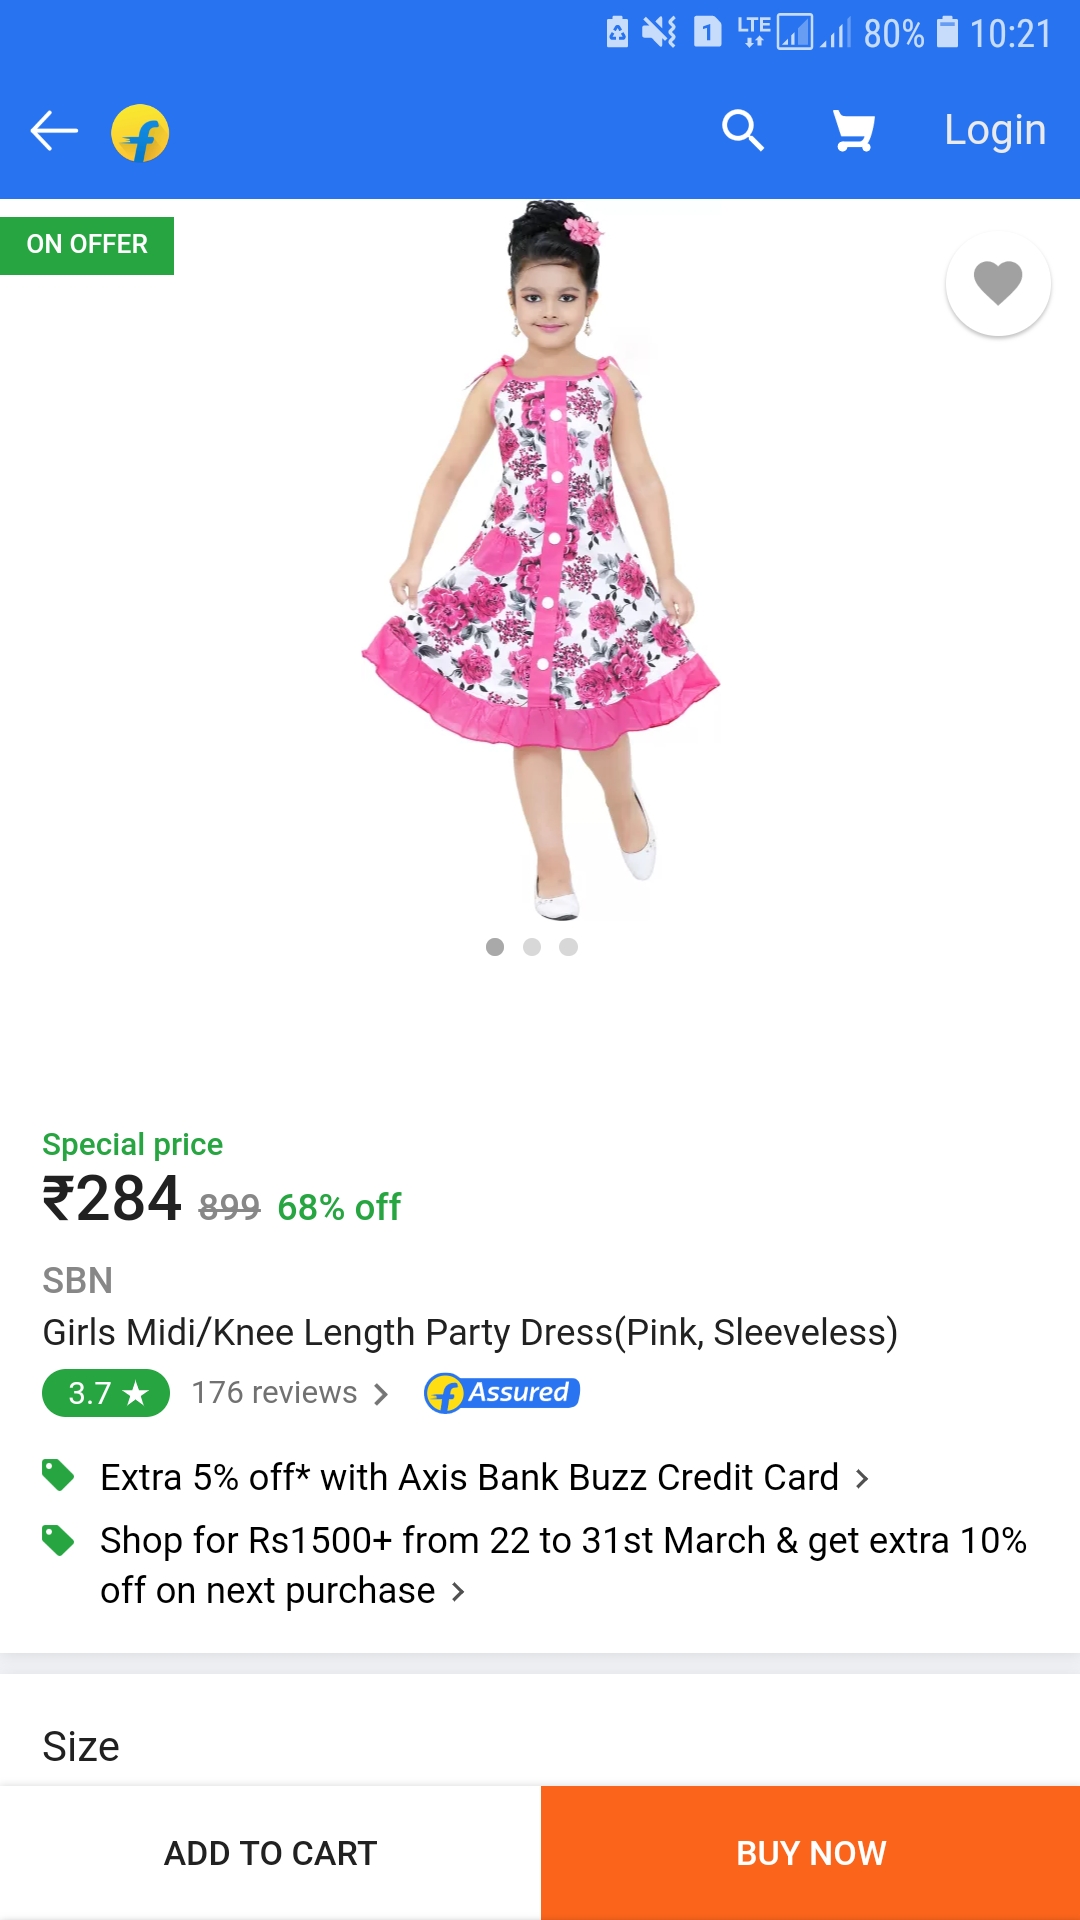 LTE 80% 10:21
1
Login
ON OFFER
Special price
₹284 899 68% off
SBN
Girls Midi/Knee Length Party Dress(Pink, Sleeveless)
3.7 ★ 176 reviews > f Assured
Extra 5% off* with Axis Bank Buzz Credit Card >
Shop for Rs1500+ from 22 to 31st March & get extra 10%
off on next purchase >
Size
ADD TO CART BUY NOW